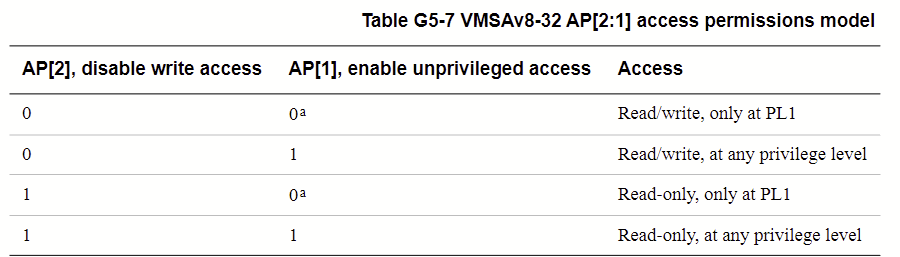 Table G5-7 VMSAv8-32 AP[2:1] access permissions model
AP[2], disable write access AP[1], enable unprivileged access Access
0 0a Read/write, only at PL1
0 1 Read/write, at any privilege level
1 0a Read-only, only at PL1
1 1 Read-only, at any privilege level